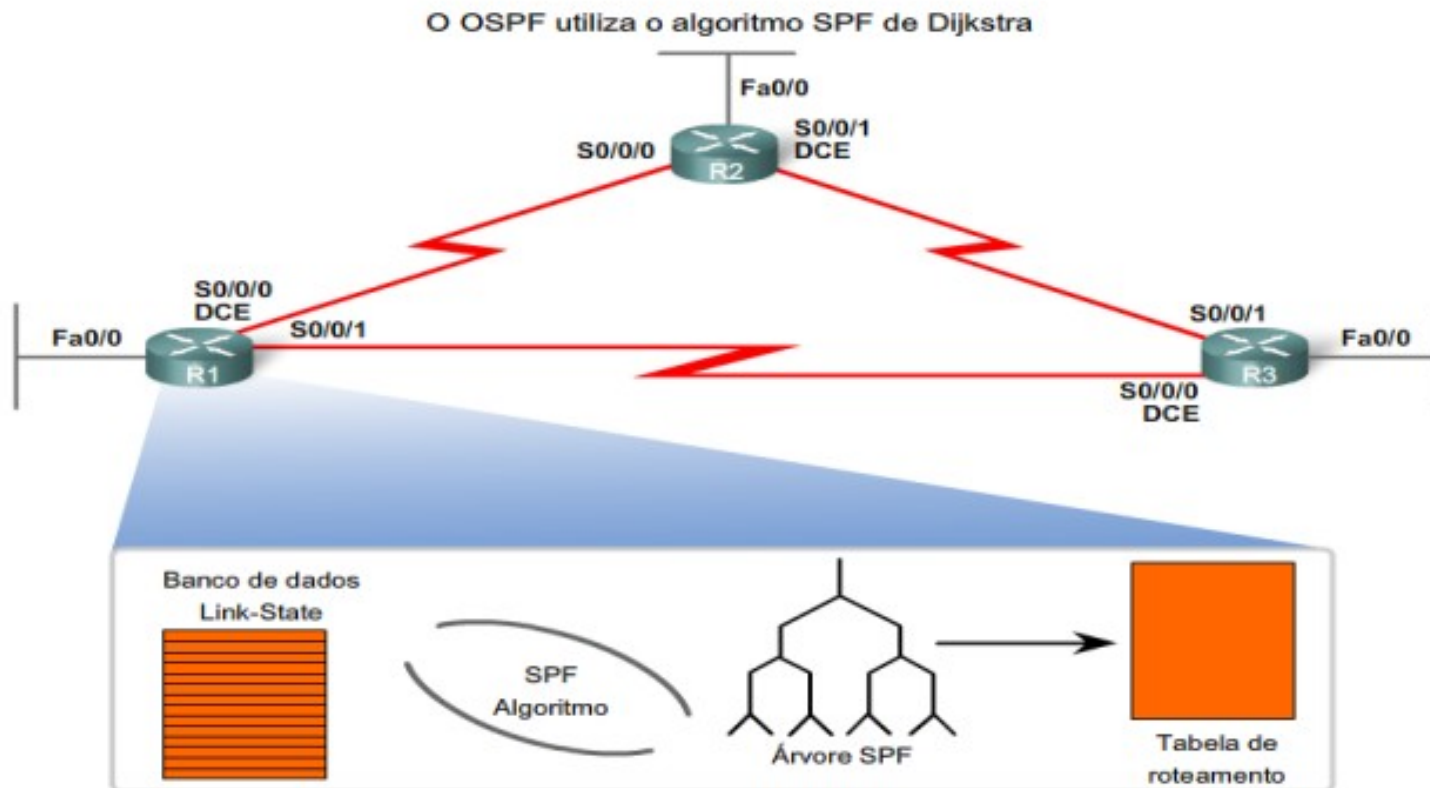 O OSPF utiliza o algoritmo SPF de Dijkstra
Fa0/0
S0/0/1
DCE
S0/0/0
R2
S0/0/0
DCE
S0/0/1
Fa0/0
R1
S0/0/1
Fa0/0
R3
S0/0/0
DCE
Banco de dados
Link-State
SPF
Algoritmo
Árvore SPF
Tabela de
roteamento